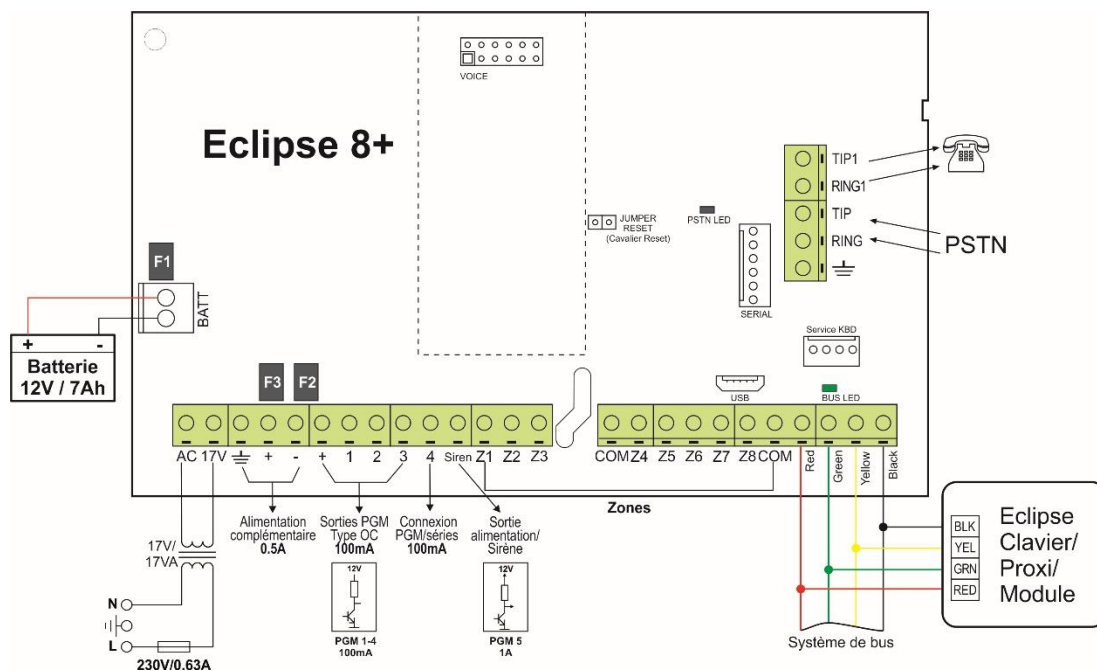 VOICE
Eclipse 8+
JUMPER
RESET
(Cavalier Reset)
PSTN LED
TIP1
RING1
TIP
RING
PSTN
SERIAL
Service KBD
F1
BATT
+ -
Batterie
12V / 7Ah
F3 F2
USB
BUS LED
AC 17V + - + 1 2 3 4 Siren Z1 Z2 Z3
COM Z4 Z5 Z6 Z7 Z8 COM Red Green Yellow Black
Zones
Alimentation
complémentaire
0.5A
Sorties PGM
Type OC
100mA
Connexion
PGM/séries
100mA
Sortie
alimentation/
Sirène
17V/
17VA
12V
PGM 1-4
100mA
12V
PGM 5
1A
N
L
230V/0.63A
BLK
YEL
GRN
RED
Eclipse
Clavier/
Proxi/
Module
Système de bus